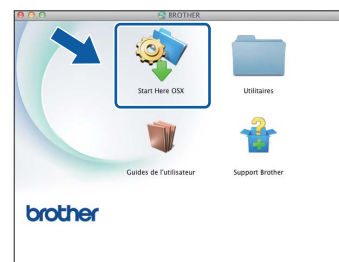 BROTHER
Start Here OSX
Utilitaires
Guides de l'utilisateur
Support Brother
brother